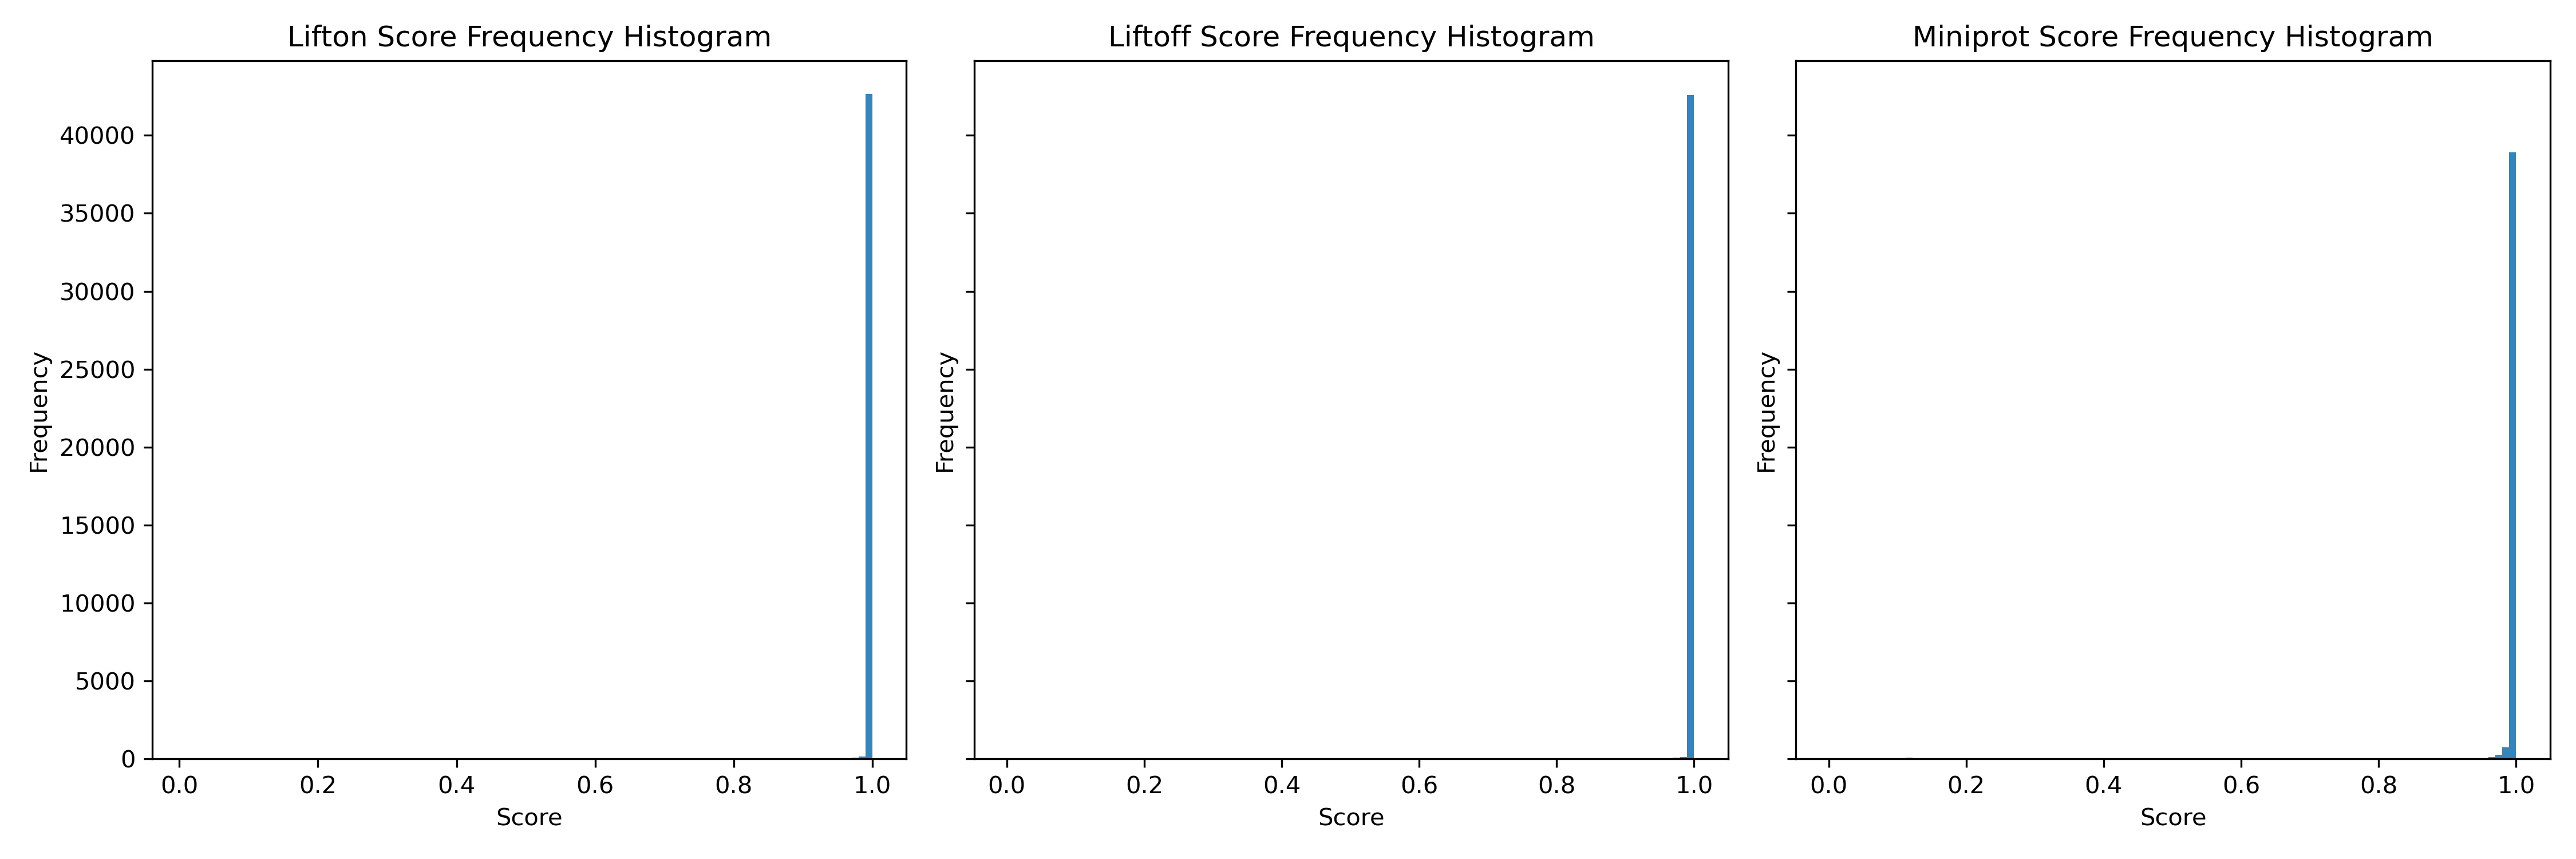 Lifton Score Frequency Histogram
Frequency
40000
35000
30000
25000
20000
15000
10000
5000
0
0.0 0.2 0.4 0.6 0.8 1.0
Score
Liftoff Score Frequency Histogram
Frequency
0.0 0.2 0.4 0.6 0.8 1.0
Score
Miniprot Score Frequency Histogram
Frequency
0.0 0.2 0.4 0.6 0.8 1.0
Score